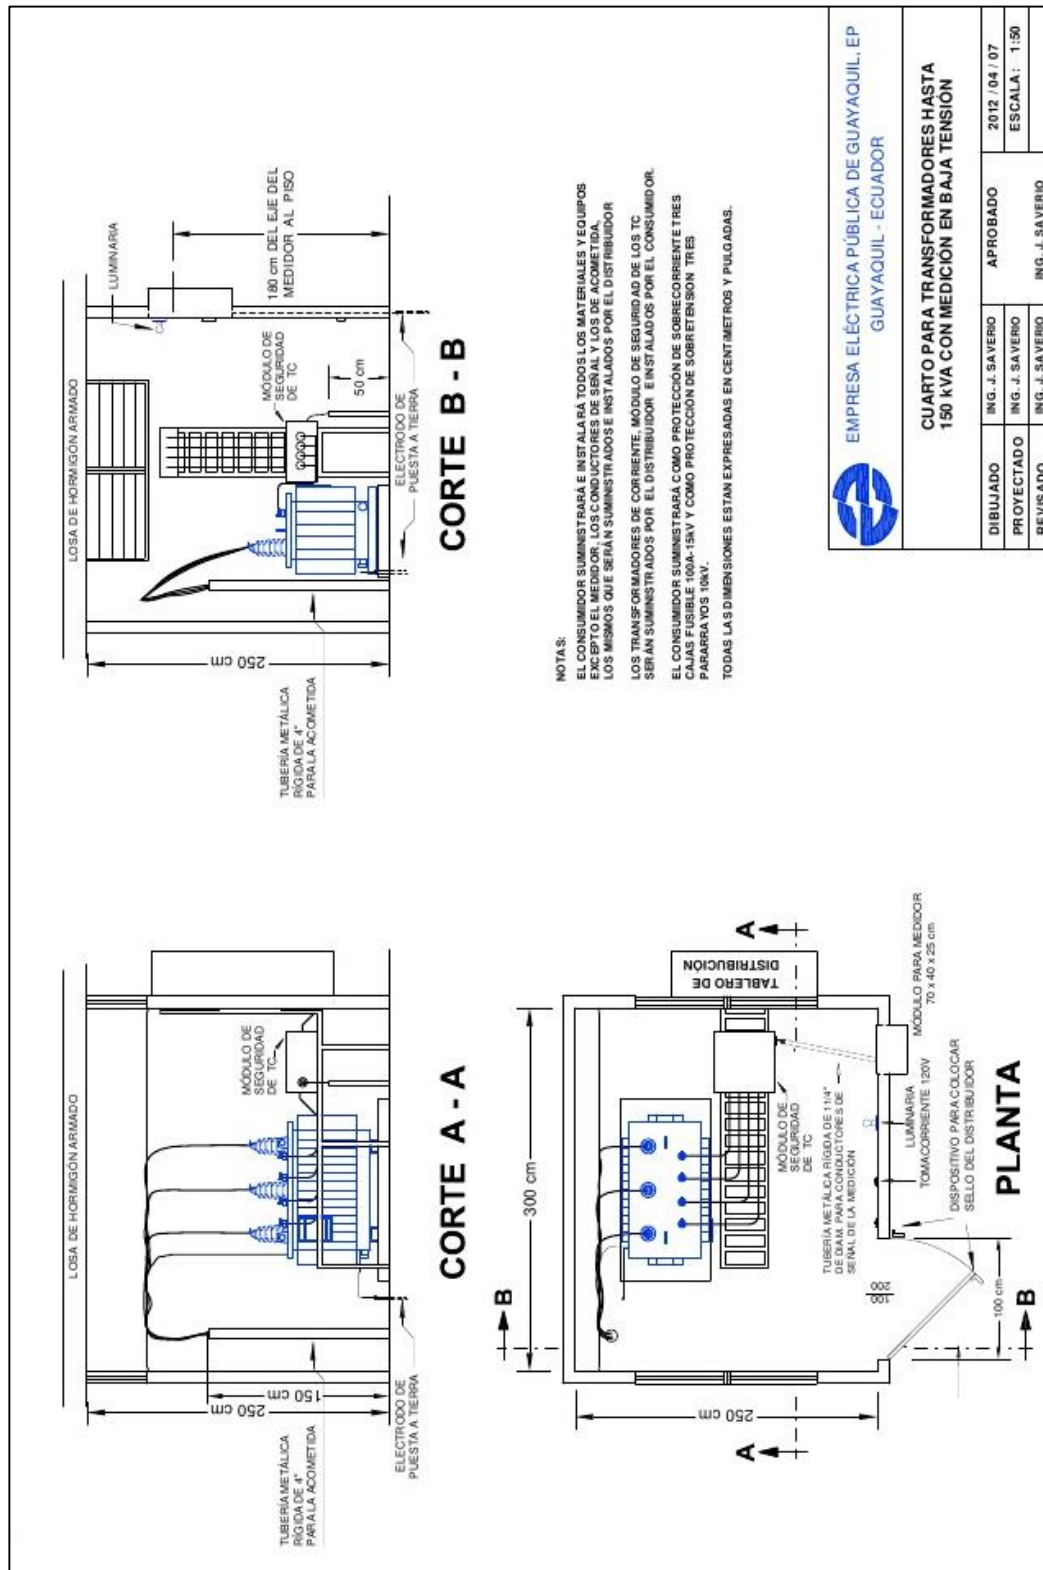 LOSA DE HORMIGÓN ARMADO
MÓDULO DE
SEGURIDAD
DE TC
250 cm
150 cm
TUBERÍA METÁLICA
RÍGIDA DE 4"
PARA LA ACOMETIDA
ELECTRODO DE
PUESTA A TIERRA
CORTE A - A
LOSA DE HORMIGÓN ARMADO
LUMINARIA
180 cm DEL EJE DEL
MEDIDOR AL PISO
MÓDULO DE
SEGURIDAD
DE TC
50 cm
250 cm
TUBERÍA METÁLICA
RÍGIDA DE 4"
PARA LA ACOMETIDA
ELECTRODO DE
PUESTA A TIERRA
CORTE B - B
B
B
A
A
300 cm
250 cm
TABLERO DE
DISTRIBUCIÓN
MÓDULO DE
SEGURIDAD
DE TC
TUBERÍA METÁLICA RÍGIDA DE 11/4"
DE DIAM. PARA CONDUCTORES DE
SEÑAL DE LA MEDICIÓN
100
200
100 cm
MÓDULO PARA MEDIDOR
70 x 40 x 25 cm
LUMINARIA
TOMACORRIENTE 120V
DISPOSITIVO PARA COLOCAR
SELLO DEL DISTRIBUIDOR
PLANTA
NOTAS:
EL CONSUMIDOR SUMINISTRARÁ E INSTALARÁ TODOS LOS MATERIALES Y EQUIPOS
EXCEPTO EL MEDIDOR, LOS CONDUCTORES DE SEÑAL Y LOS DE ACOMETIDA,
LOS MISMOS QUE SERÁN SUMINISTRADOS E INSTALADOS POR EL DISTRIBUIDOR
LOS TRANSFORMADORES DE CORRIENTE, MÓDULO DE SEGURIDAD DE LOS TC
SERÁN SUMINISTRADOS POR EL DISTRIBUIDOR E INSTALADOS POR EL CONSUMIDOR.
EL CONSUMIDOR SUMINISTRARÁ COMO PROTECCIÓN DE SOBRECORRIENTE TRES
CAJAS FUSIBLE 100A-15kV Y COMO PROTECCIÓN DE SOBRETENSION TRES
PARARRAYOS 10kV.
TODAS LAS DIMENSIONES ESTAN EXPRESADAS EN CENTIMETROS Y PULGADAS.
EMPRESA ELÉCTRICA PÚBLICA DE GUAYAQUIL, EP
GUAYAQUIL - ECUADOR
CUARTO PARA TRANSFORMADORES HASTA
150 kVA CON MEDICIÓN EN BAJA TENSIÓN
DIBUJADO ING. J. SAVERIO APROBADO 2012 / 04 / 07
PROYECTADO ING. J. SAVERIO ESCALA : 1:50
REVISADO ING. J. SAVERIO ING. J. SAVERIO